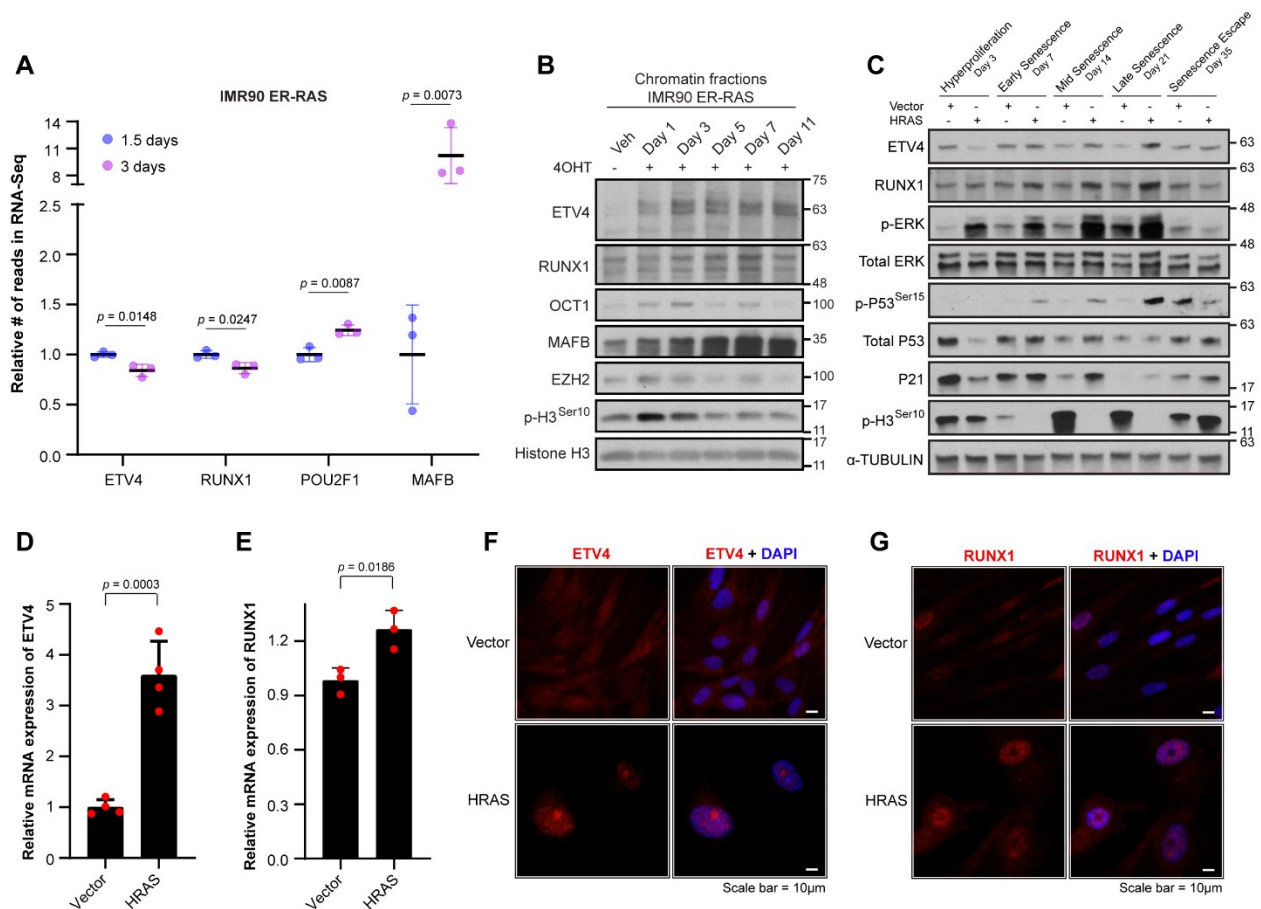 A
IMR90 ER-RAS
Relative # of reads in RNA-Seq
1.5 days
3 days
p = 0.0148
p = 0.0247
p = 0.0087
p = 0.0073
14
12
10
8
2.5
2.0
1.5
1.0
0.5
0.0
ETV4 RUNX1 POU2F1 MAFB
B
Chromatin fractions
IMR90 ER-RAS
Veh Day 1 Day 3 Day 5 Day 7 Day 11
4OHT - + + + + +
75
ETV4 63
63
RUNX1
48
OCT1 100
MAFB 35
EZH2 100
17
p-H3Ser10
11
17
Histone H3
11
C
Hyperproliferation Day 3
Early Senescence Day 7
Mid Senescence Day 14
Late Senescence Day 21
Senescence Escape Day 35
Vector + - + - + - + - + -
HRAS - + - + - + - + - +
ETV4 63
RUNX1 63
p-ERK 48
Total ERK 48
p-P53Ser15 63
Total P53 63
P21 17
p-H3Ser10 17
11
α-TUBULIN 63
D
Relative mRNA expression of ETV4
p = 0.0003
5
4
3
2
1
0
Vector HRAS
E
Relative mRNA expression of RUNX1
p = 0.0186
1.2
0.9
0.6
0.3
0.0
Vector HRAS
F
ETV4 ETV4 + DAPI
Vector
HRAS
Scale bar = 10µm
G
RUNX1 RUNX1 + DAPI
Vector
HRAS
Scale bar = 10µm